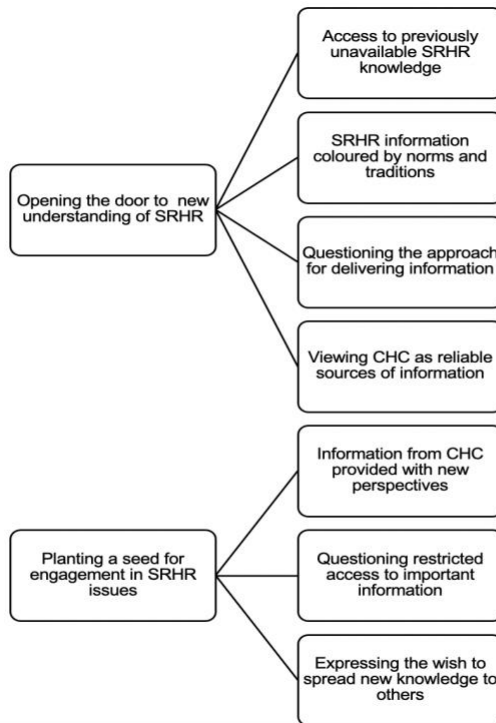 Access to previously
unavailable SRHR
knowledge
SRHR information
coloured by norms and
traditions
Opening the door to new
understanding of SRHR
Questioning the approach
for delivering information
Viewing CHC as reliable
sources of information
Information from CHC
provided with new
perspectives
Planting a seed for
engagement in SRHR
issues
Questioning restricted
access to important
information
Expressing the wish to
spread new knowledge to
others